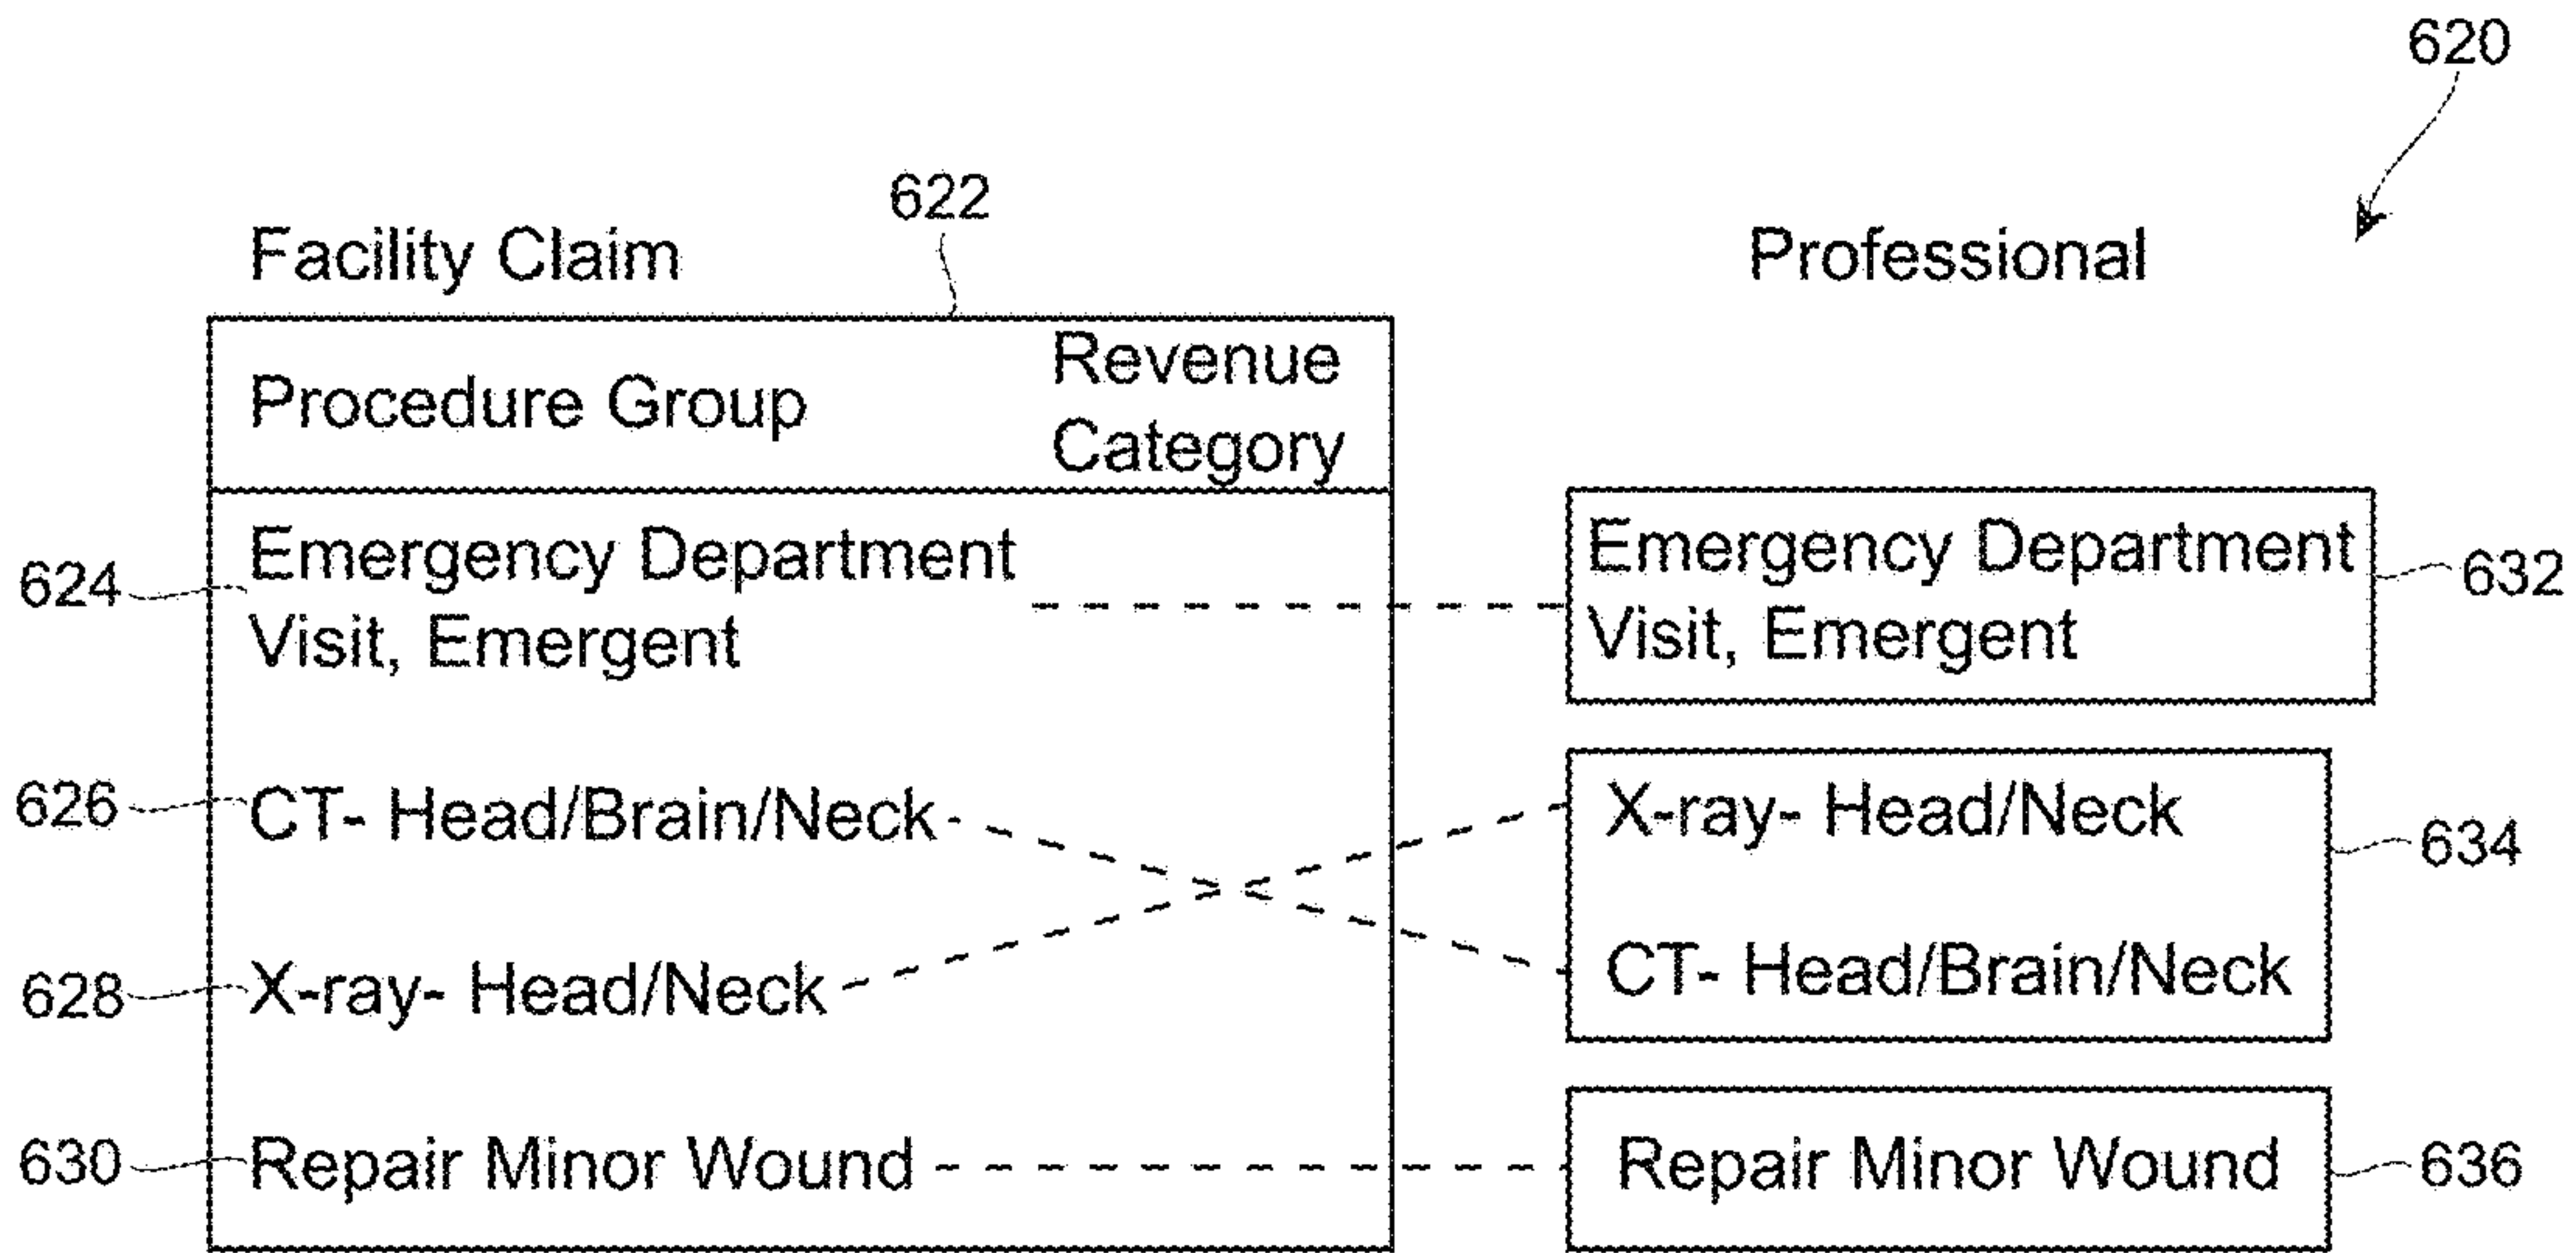 620
622
Facility Claim
Professional
Procedure Group
Revenue
Category
624
Emergency Department
Visit, Emergent
Emergency Department
Visit, Emergent
632
626
CT- Head/Brain/Neck
X-ray- Head/Neck
634
628
X-ray- Head/Neck
CT- Head/Brain/Neck
630
Repair Minor Wound
Repair Minor Wound
636